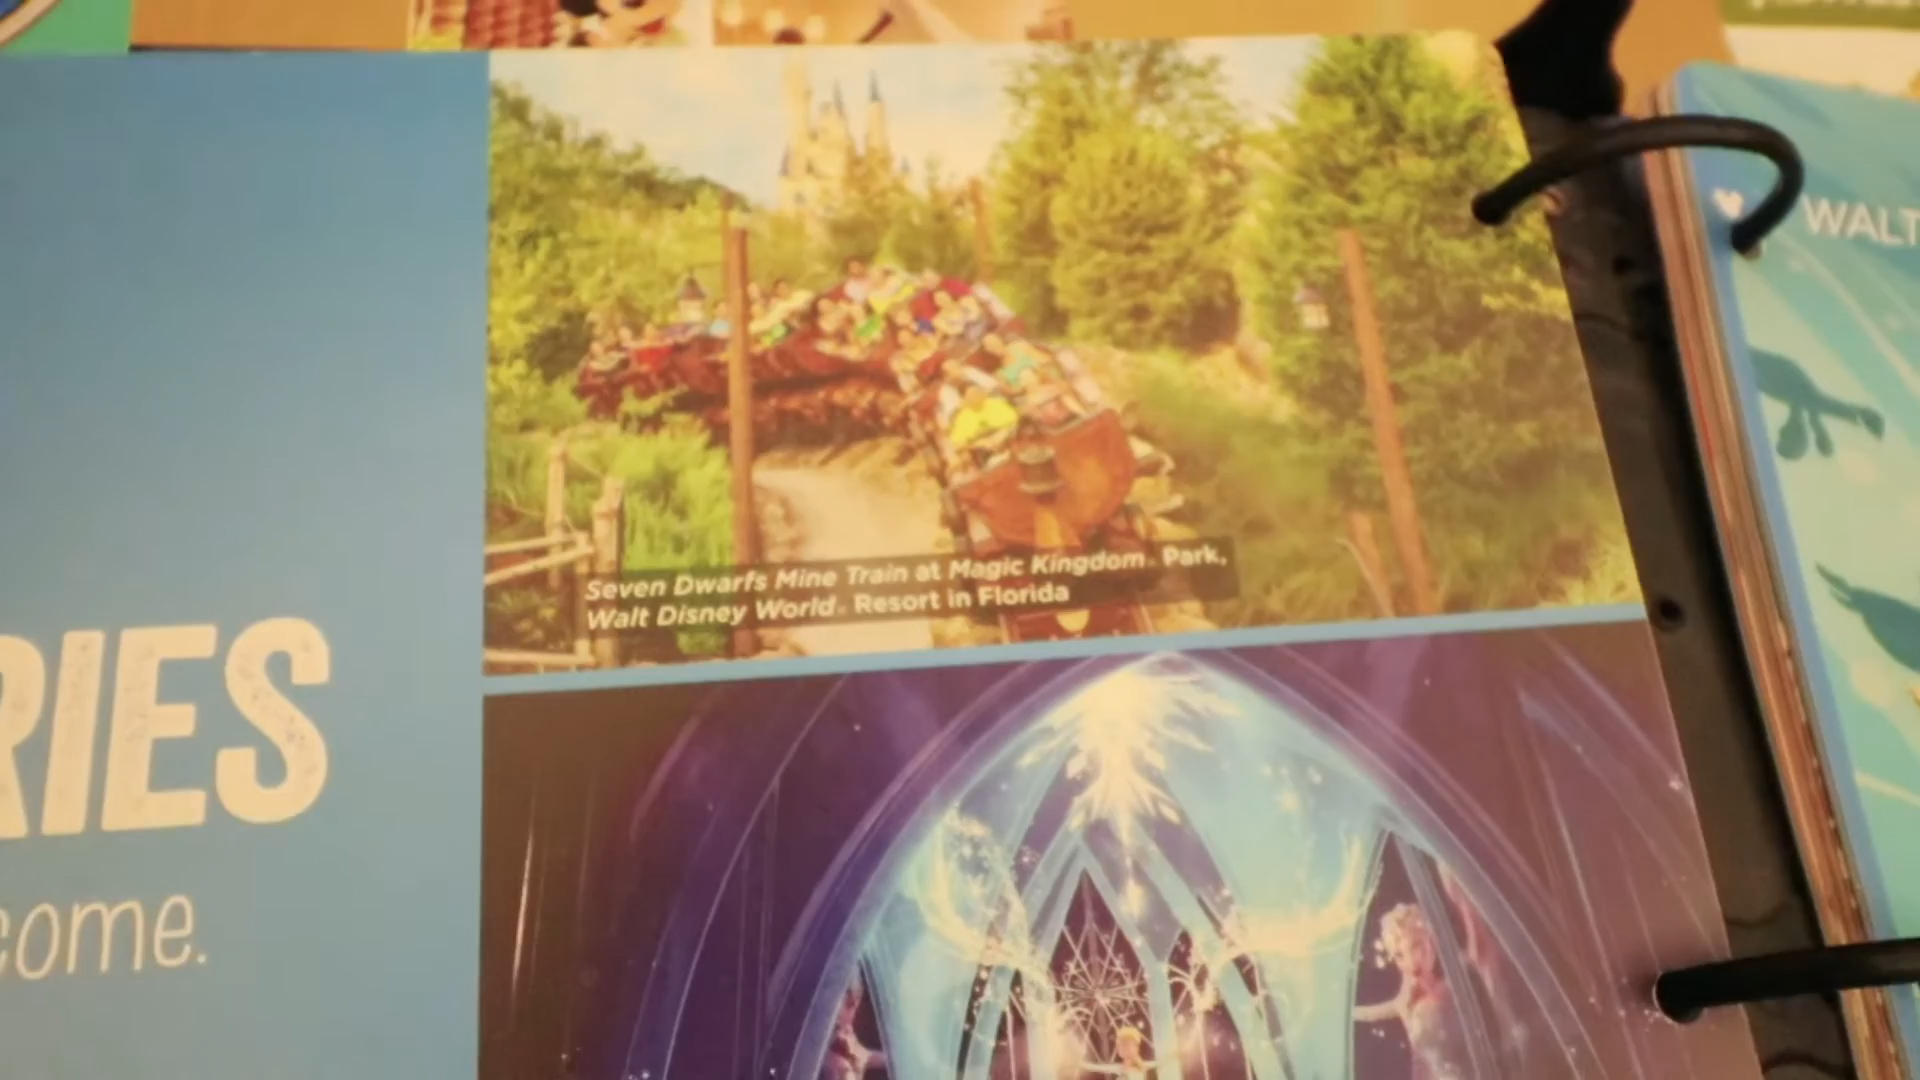 WALT
Seven Dwarfs Mine Train at Magic Kingdom® Park,
Walt Disney World® Resort in Florida
RIES
come.